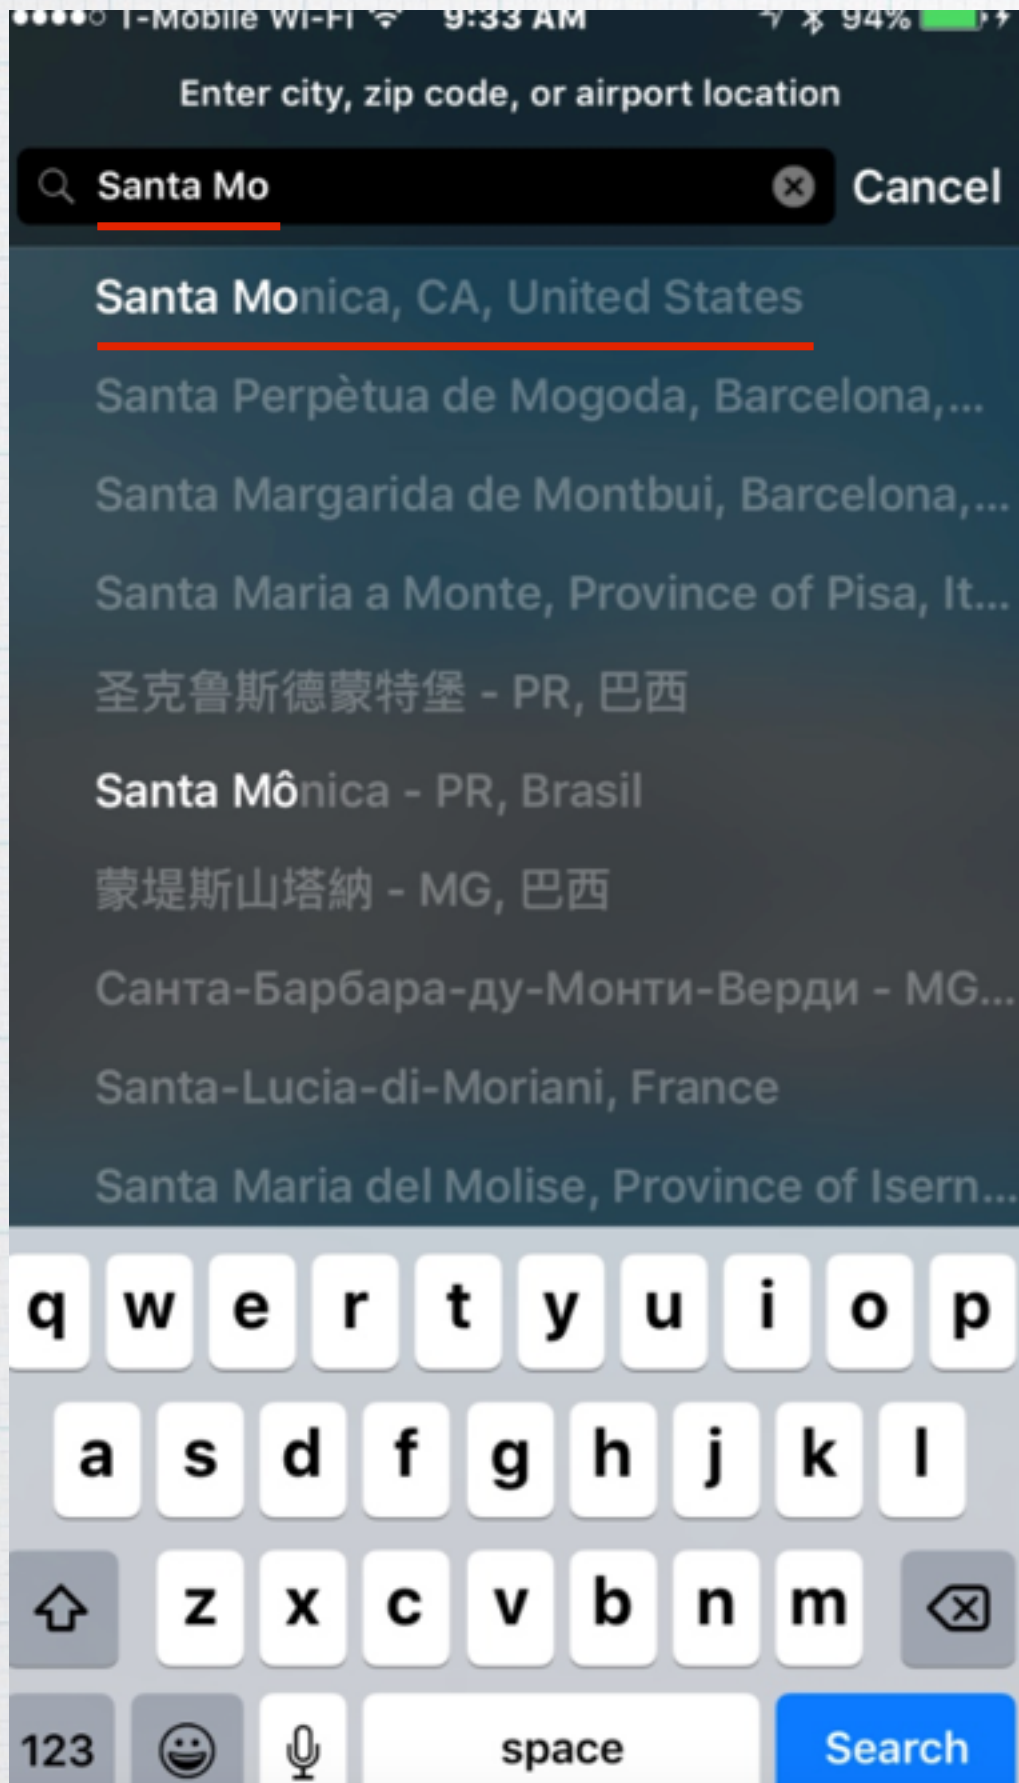 T-Mobile Wi-Fi 9:33 AM 94%
Enter city, zip code, or airport location
Santa Mo Cancel
Santa Monica, CA, United States
Santa Perpètua de Mogoda, Barcelona,...
Santa Margarida de Montbui, Barcelona,...
Santa Maria a Monte, Province of Pisa, It...
圣克鲁斯德蒙特堡 - PR, 巴西
Santa Mônica - PR, Brasil
蒙堤斯山塔納 - MG, 巴西
Санта-Барбара-ду-Монти-Верди - MG...
Santa-Lucia-di-Moriani, France
Santa Maria del Molise, Province of Isern...
q w e r t y u i o p
a s d f g h j k l
z x c v b n m
123 space Search